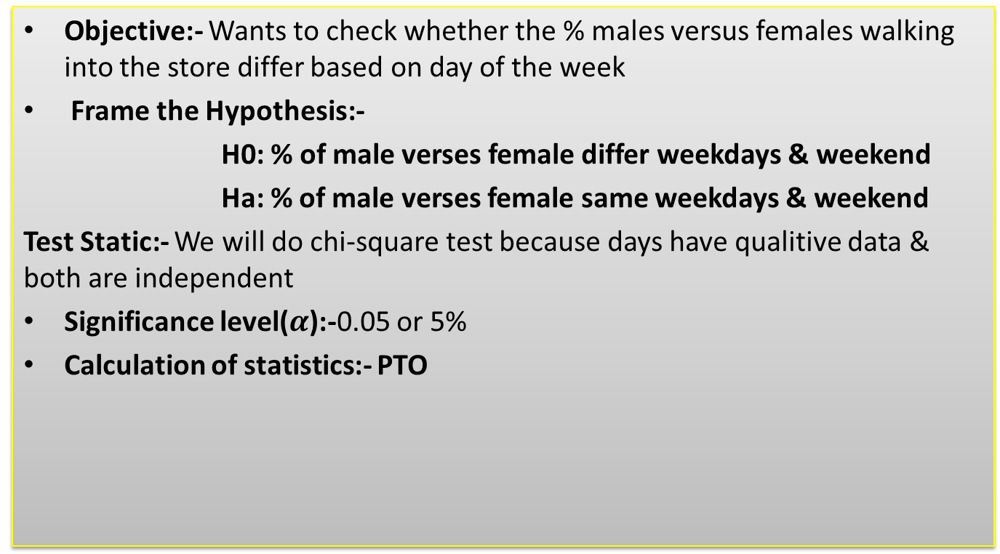 • Objective:- Wants to check whether the % males versus females walking
into the store differ based on day of the week
• Frame the Hypothesis:-
H0: % of male verses female differ weekdays & weekend
Ha: % of male verses female same weekdays & weekend
Test Static:- We will do chi-square test because days have qualitive data &
both are independent
• Significance level(α):-0.05 or 5%
• Calculation of statistics:- PTO